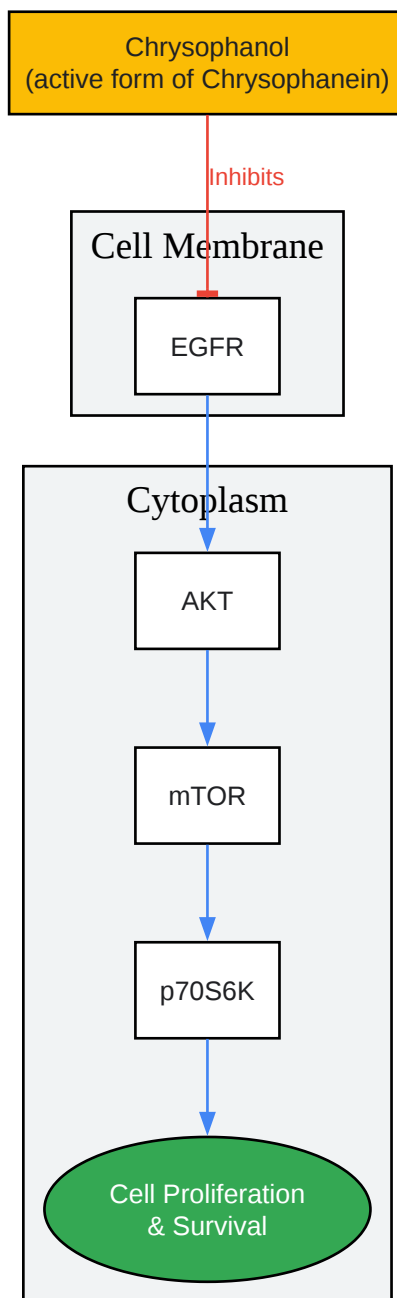 Chrysophanol
(active form of Chrysophanein)
Inhibits
Cell Membrane
EGFR
Cytoplasm
AKT
mTOR
p70S6K
Cell Proliferation
& Survival